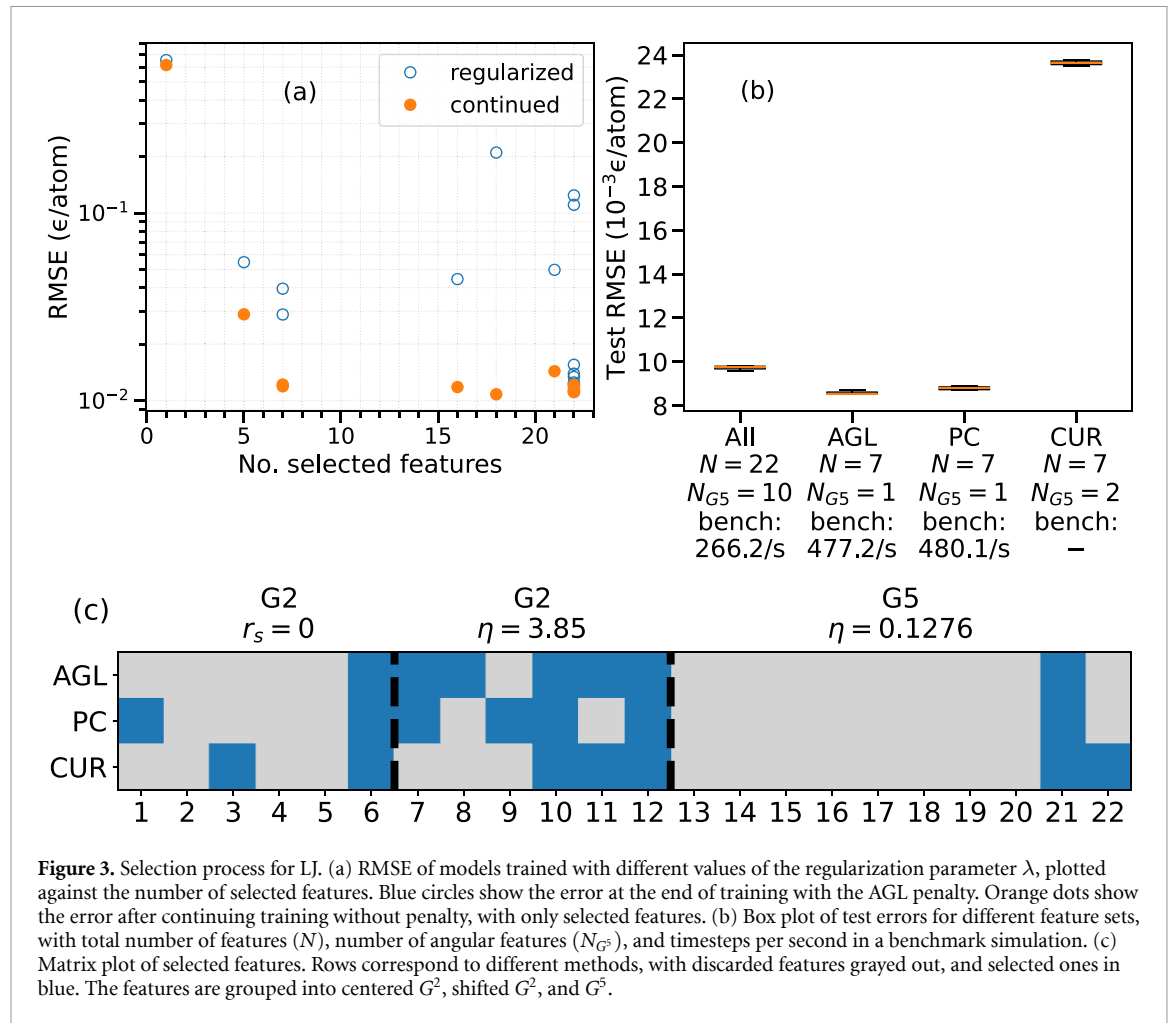 (a)
regularized
continued
RMSE (ϵ/atom)
10⁻¹
10⁻²
0 5 10 15 20
No. selected features
(b)
Test RMSE (10⁻³ϵ/atom)
24
22
20
18
16
14
12
10
8
All AGL PC CUR
N = 22 N = 7 N = 7 N = 7
N_G5 = 10 N_G5 = 1 N_G5 = 1 N_G5 = 2
bench: bench: bench: bench:
266.2/s 477.2/s 480.1/s –
(c)
G2 G2 G5
r_s = 0 η = 3.85 η = 0.1276
AGL
PC
CUR
1 2 3 4 5 6 7 8 9 10 11 12 13 14 15 16 17 18 19 20 21 22
Figure 3. Selection process for LJ. (a) RMSE of models trained with different values of the regularization parameter λ, plotted
against the number of selected features. Blue circles show the error at the end of training with the AGL penalty. Orange dots show
the error after continuing training without penalty, with only selected features. (b) Box plot of test errors for different feature sets,
with total number of features (N), number of angular features (N_G⁵), and timesteps per second in a benchmark simulation. (c)
Matrix plot of selected features. Rows correspond to different methods, with discarded features grayed out, and selected ones in
blue. The features are grouped into centered G², shifted G², and G⁵.